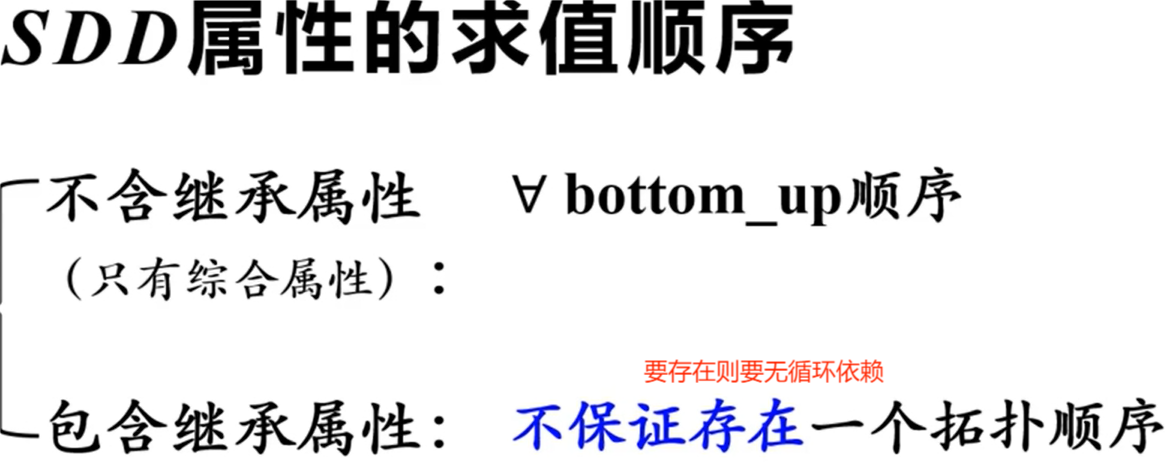 SDD属性的求值顺序
不含继承属性 ∀ bottom_up顺序
（只有综合属性）：
要存在则要无循环依赖
包含继承属性： 不保证存在一个拓扑顺序